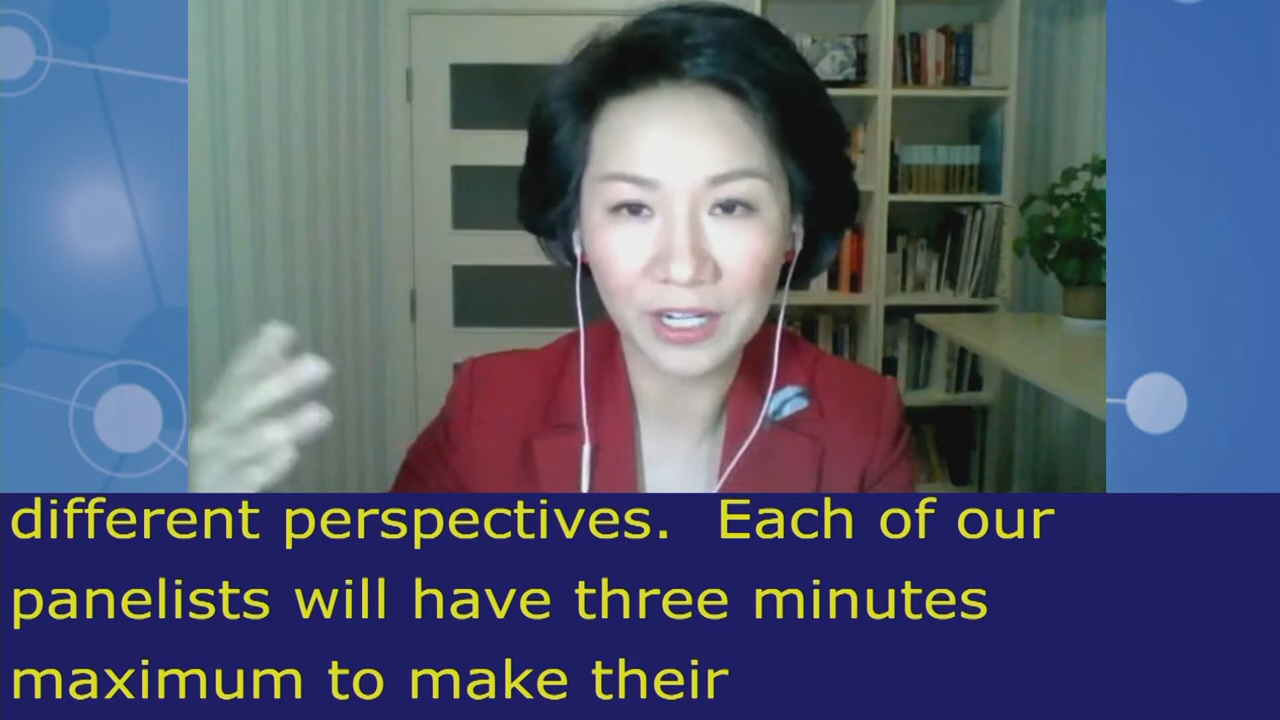 different perspectives.  Each of our
panelists will have three minutes
maximum to make their